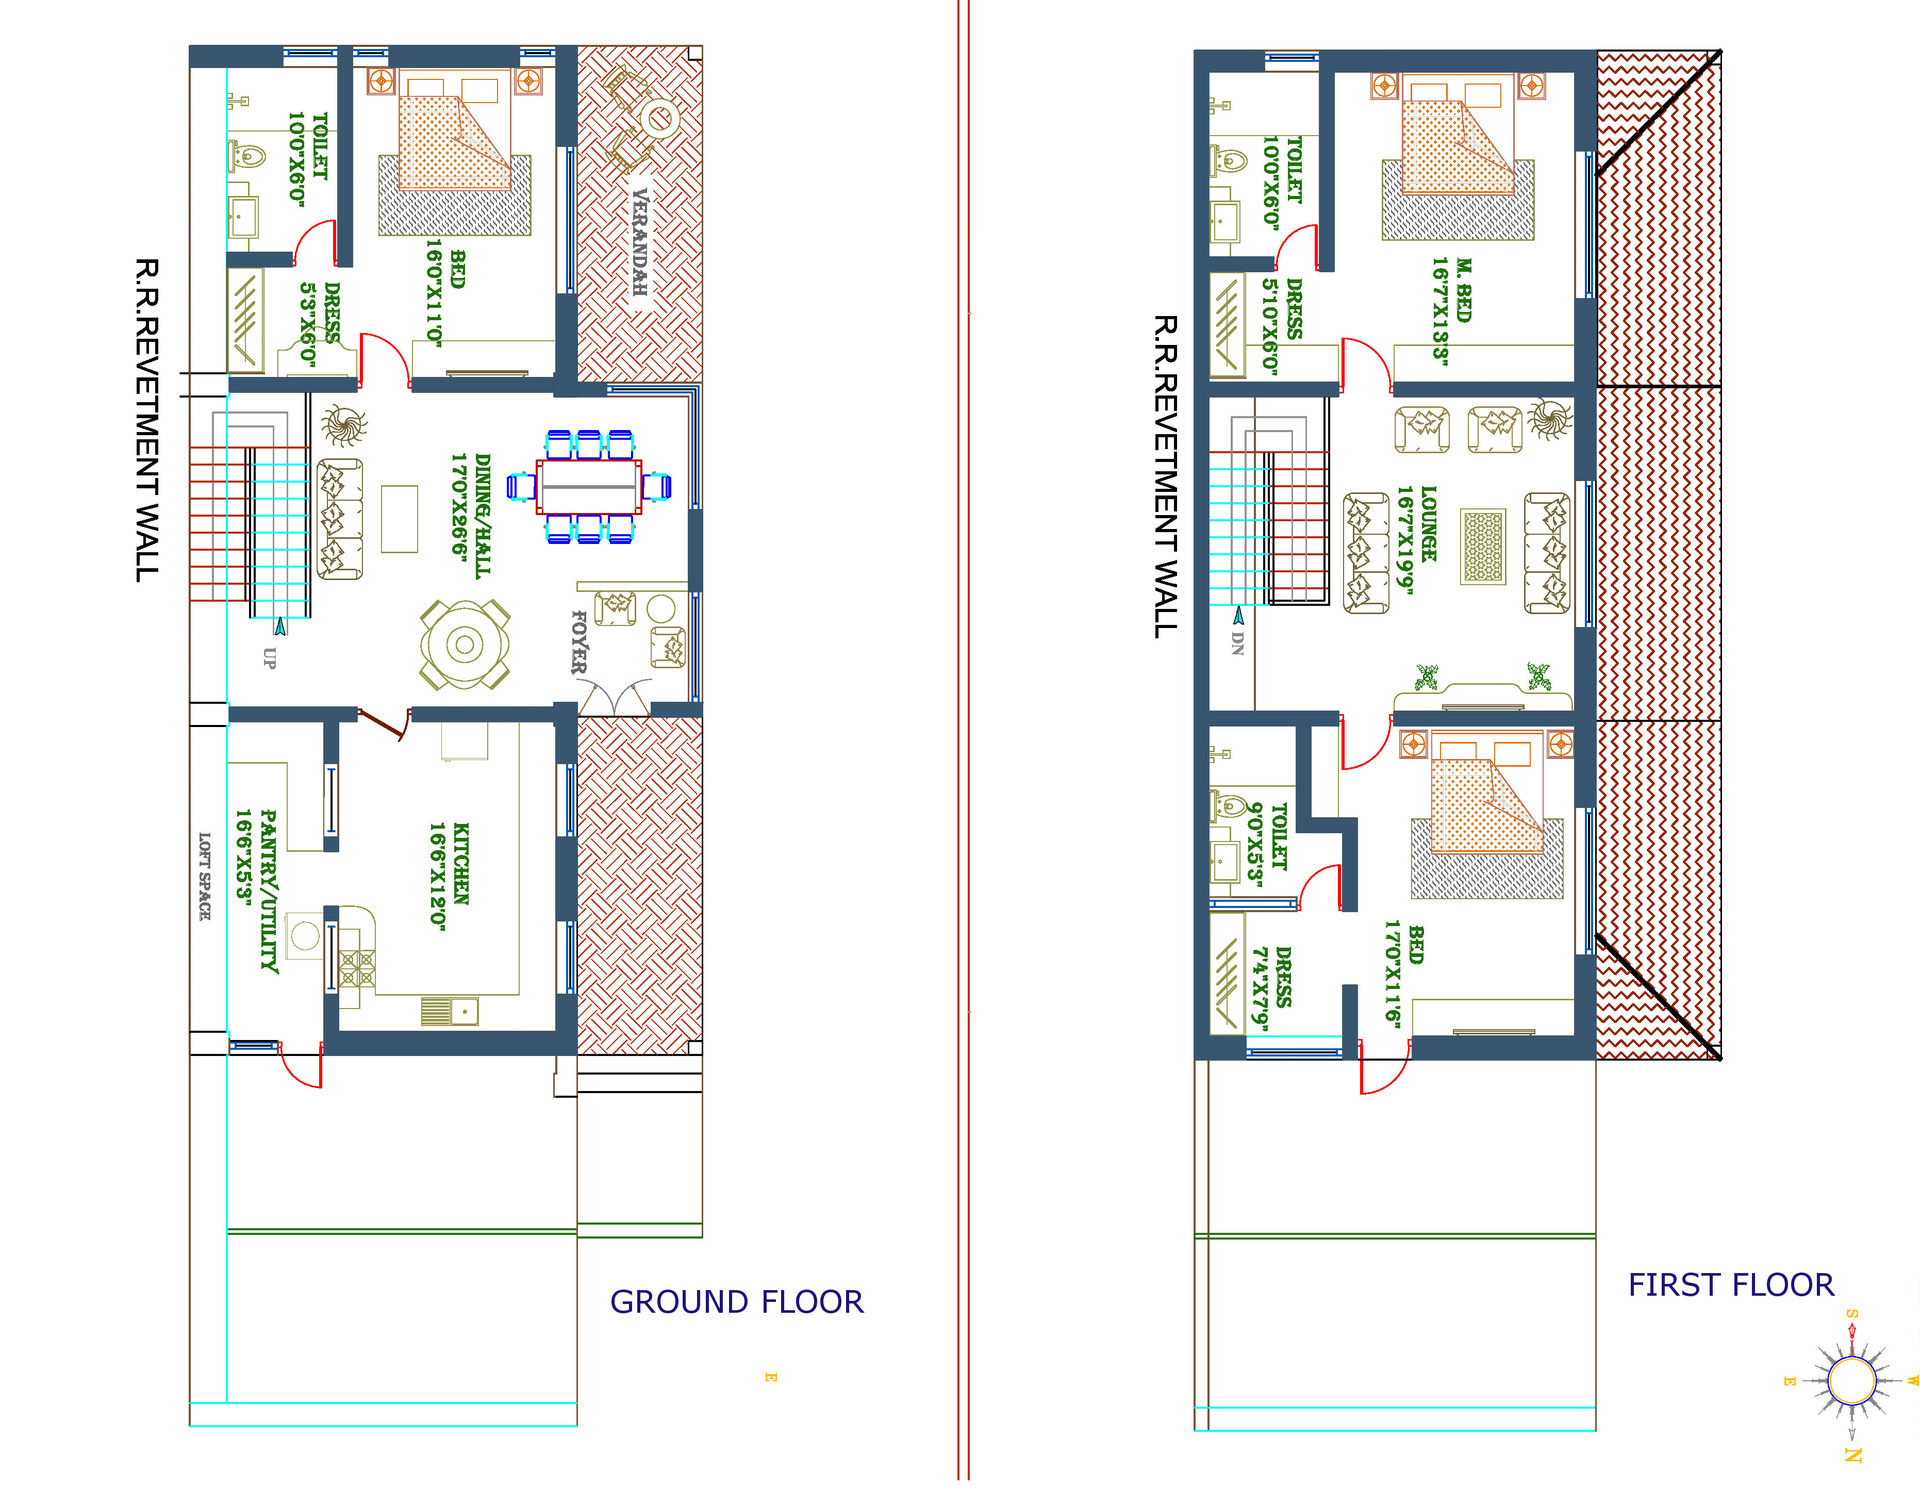 R.R.REVETMENT WALL
TOILET
10'0"X6'0"
DRESS
5'3"X6'0"
BED
16'0"X11'0"
VERANDAH
DINING/HALL
17'0"X26'6"
FOYER
UP
LOFT SPACE
PANTRY/UTILITY
16'6"X5'3"
KITCHEN
16'6"X12'0"
GROUND FLOOR
E
R.R.REVETMENT WALL
TOILET
10'0"X6'0"
DRESS
5'10"X6'0"
M. BED
16'7"X13'3"
LOUNGE
16'7"X19'9"
DN
TOILET
9'0"X5'3"
DRESS
7'4"X7'9"
BED
17'0"X11'6"
FIRST FLOOR
S
E
W
N